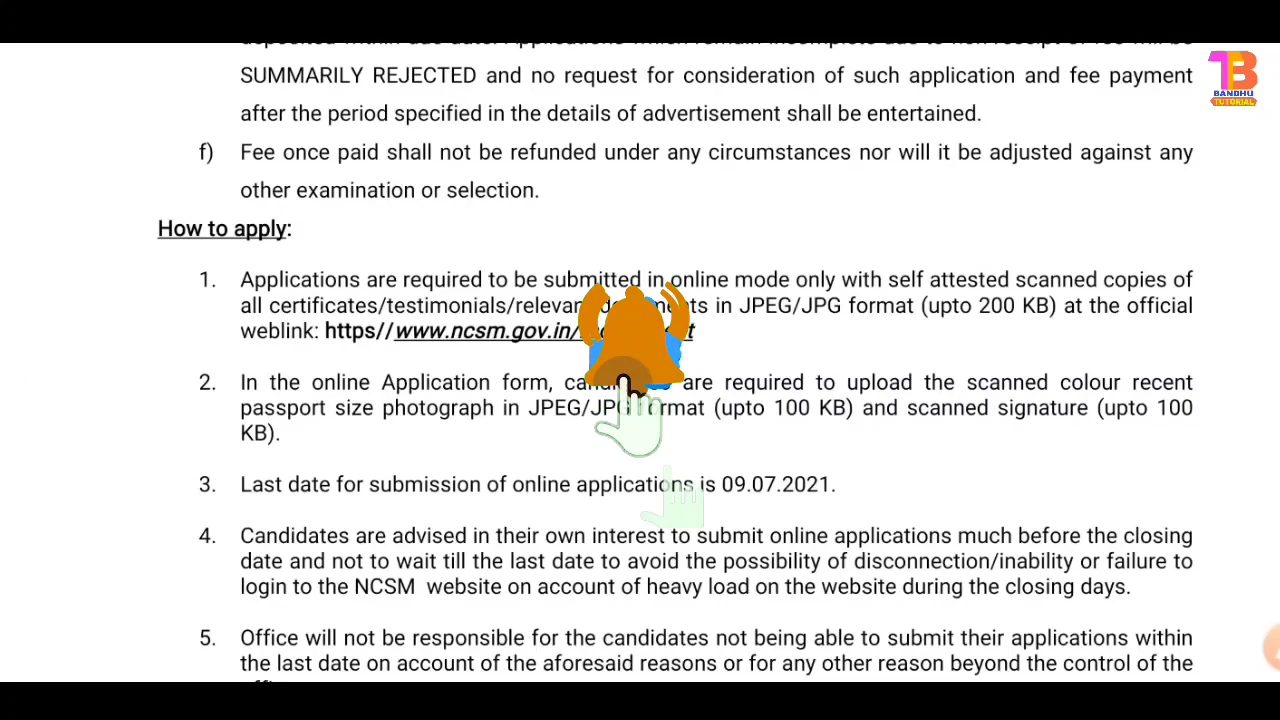 SUMMARILY REJECTED and no request for consideration of such application and fee payment
after the period specified in the details of advertisement shall be entertained.
f) Fee once paid shall not be refunded under any circumstances nor will it be adjusted against any
other examination or selection.
How to apply:
1. Applications are required to be submitted in online mode only with self attested scanned copies of
all certificates/testimonials/ in JPEG/JPG format (upto 200 KB) at the official
weblink: https//www.ncsm.gov.in/
2. In the online Application form, are required to upload the scanned colour recent
passport size photograph in JPEG/JPG format (upto 100 KB) and scanned signature (upto 100
KB).
3. Last date for submission of online applications is 09.07.2021.
4. Candidates are advised in their own interest to submit online applications much before the closing
date and not to wait till the last date to avoid the possibility of disconnection/inability or failure to
login to the NCSM website on account of heavy load on the website during the closing days.
5. Office will not be responsible for the candidates not being able to submit their applications within
the last date on account of the aforesaid reasons or for any other reason beyond the control of the
TB
BANDHU
TUTORIAL